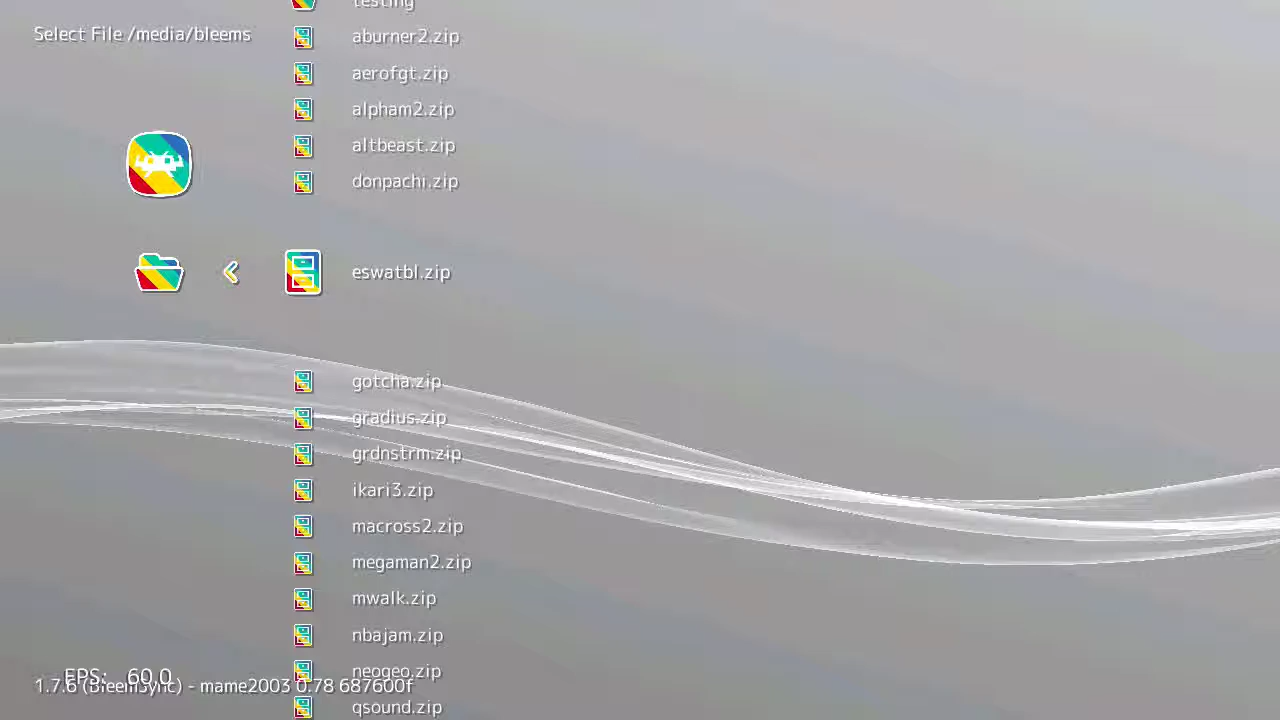 testing
Select File /media/bleems
aburner2.zip
aerofgt.zip
alpham2.zip
altbeast.zip
donpachi.zip
eswatbl.zip
gotcha.zip
gradius.zip
grdnstrm.zip
ikari3.zip
macross2.zip
megaman2.zip
mwalk.zip
nbajam.zip
neogeo.zip
FPS: 60.0
1.7.6 (BleemSync) - mame2003 0.78 687600f
qsound.zip